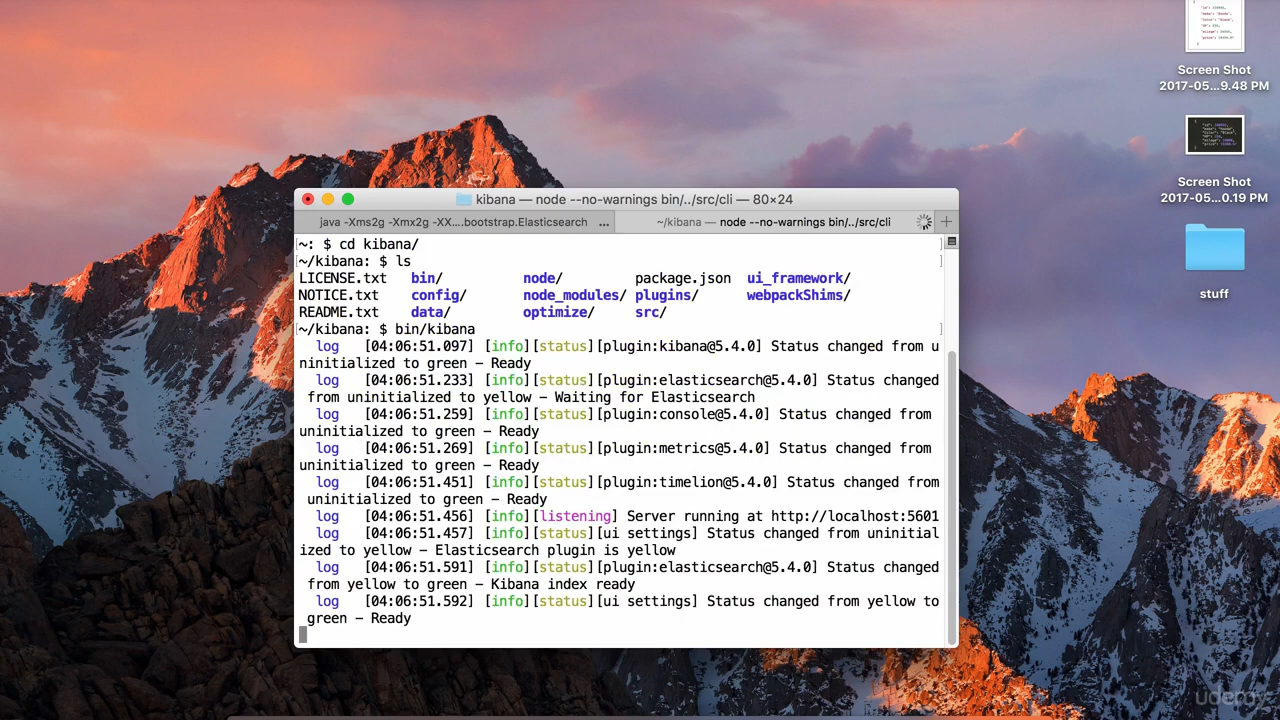 kibana — node --no-warnings bin/../src/cli — 80×24
java -Xms2g -Xmx2g -XX....bootstrap.Elasticsearch ...
~/kibana — node --no-warnings bin/../src/cli
[~: $ cd kibana/ ]
[~/kibana: $ ls ]
LICENSE.txt bin/ node/ package.json ui_framework/
NOTICE.txt config/ node_modules/ plugins/ webpackShims/
README.txt data/ optimize/ src/
[~/kibana: $ bin/kibana ]
log [04:06:51.097] [info][status][plugin:kibana@5.4.0] Status changed from u
ninitialized to green – Ready
log [04:06:51.233] [info][status][plugin:elasticsearch@5.4.0] Status changed
from uninitialized to yellow – Waiting for Elasticsearch
log [04:06:51.259] [info][status][plugin:console@5.4.0] Status changed from
uninitialized to green – Ready
log [04:06:51.269] [info][status][plugin:metrics@5.4.0] Status changed from
uninitialized to green – Ready
log [04:06:51.451] [info][status][plugin:timelion@5.4.0] Status changed from
uninitialized to green – Ready
log [04:06:51.456] [info][listening] Server running at http://localhost:5601
log [04:06:51.457] [info][status][ui settings] Status changed from uninitial
ized to yellow – Elasticsearch plugin is yellow
log [04:06:51.591] [info][status][plugin:elasticsearch@5.4.0] Status changed
from yellow to green – Kibana index ready
log [04:06:51.592] [info][status][ui settings] Status changed from yellow to
green – Ready
Screen Shot
2017-05...9.48 PM
Screen Shot
2017-05...0.19 PM
stuff
udemy